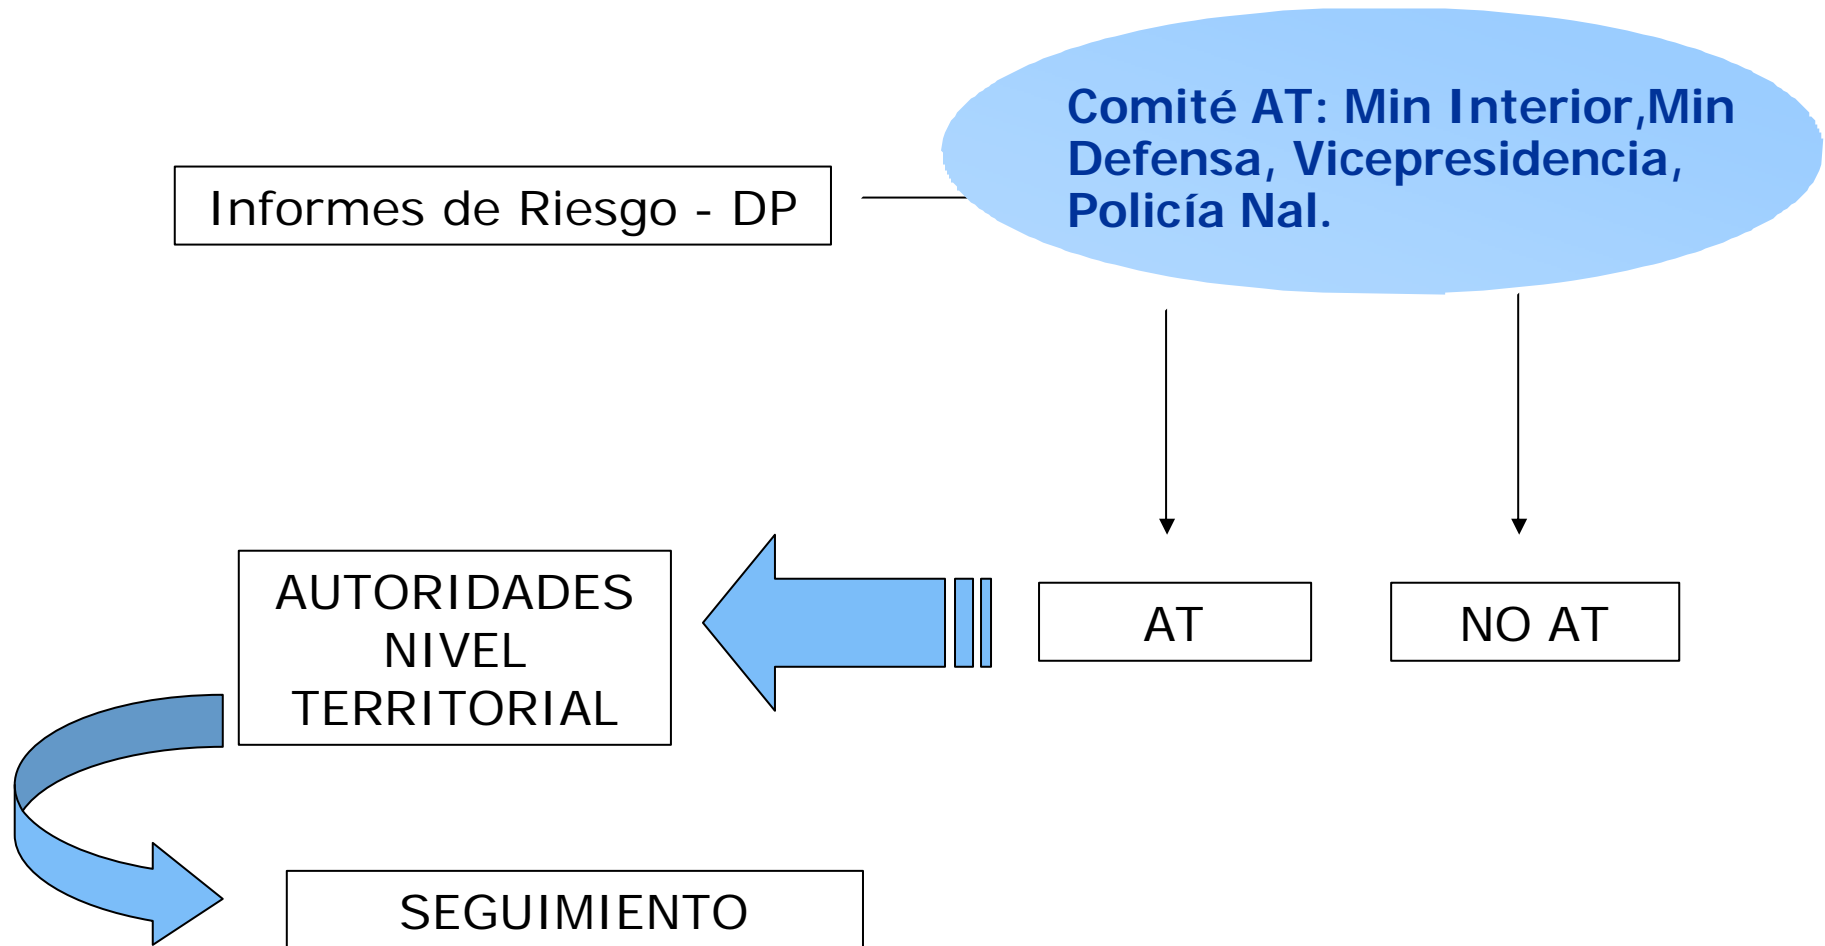 Comité AT: Min Interior,Min
Defensa, Vicepresidencia,
Policía Nal.
Informes de Riesgo - DP
AUTORIDADES
NIVEL
TERRITORIAL
AT
NO AT
SEGUIMIENTO